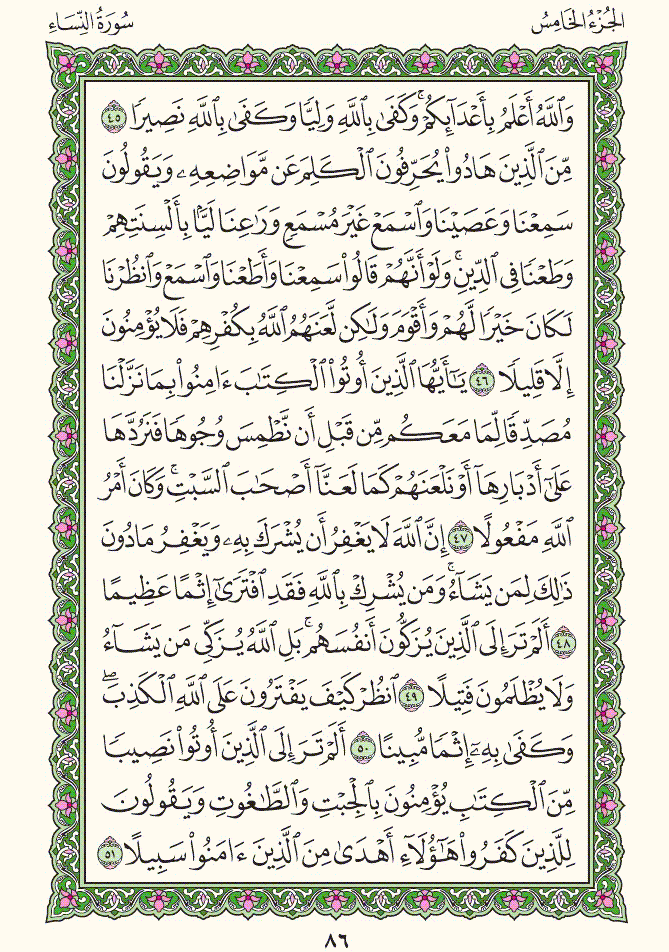 الجُزْءُ الخَامِسُ سُورَةُ النِّسَاءِ
وَٱللَّهُ أَعْلَمُ بِأَعْدَآئِكُمْۚ وَكَفَىٰ بِٱللَّهِ وَلِيًّا وَكَفَىٰ بِٱللَّهِ نَصِيرًا ٤٥
مِّنَ ٱلَّذِينَ هَادُوا۟ يُحَرِّفُونَ ٱلْكَلِمَ عَن مَّوَاضِعِهِۦ وَيَقُولُونَ
سَمِعْنَا وَعَصَيْنَا وَٱسْمَعْ غَيْرَ مُسْمَعٍ وَرَٰعِنَا لَيًّۢا بِأَلْسِنَتِهِمْ
وَطَعْنًا فِى ٱلدِّينِۚ وَلَوْ أَنَّهُمْ قَالُوا۟ سَمِعْنَا وَأَطَعْنَا وَٱسْمَعْ وَٱنظُرْنَا
لَكَانَ خَيْرًا لَّهُمْ وَأَقْوَمَ وَلَٰكِن لَّعَنَهُمُ ٱللَّهُ بِكُفْرِهِمْ فَلَا يُؤْمِنُونَ
إِلَّا قَلِيلًا ٤٦ يَٰٓأَيُّهَا ٱلَّذِينَ أُوتُوا۟ ٱلْكِتَٰبَ ءَامِنُوا۟ بِمَا نَزَّلْنَا
مُصَدِّقًا لِّمَا مَعَكُم مِّن قَبْلِ أَن نَّطْمِسَ وُجُوهًا فَنَرُدَّهَا
عَلَىٰٓ أَدْبَارِهَآ أَوْ نَلْعَنَهُمْ كَمَا لَعَنَّآ أَصْحَٰبَ ٱلسَّبْتِۚ وَكَانَ أَمْرُ
ٱللَّهِ مَفْعُولًا ٤٧ إِنَّ ٱللَّهَ لَا يَغْفِرُ أَن يُشْرَكَ بِهِۦ وَيَغْفِرُ مَا دُونَ
ذَٰلِكَ لِمَن يَشَآءُۚ وَمَن يُشْرِكْ بِٱللَّهِ فَقَدِ ٱفْتَرَىٰٓ إِثْمًا عَظِيمًا
٤٨ أَلَمْ تَرَ إِلَى ٱلَّذِينَ يُزَكُّونَ أَنفُسَهُمۚ بَلِ ٱللَّهُ يُزَكِّى مَن يَشَآءُ
وَلَا يُظْلَمُونَ فَتِيلًا ٤٩ ٱنظُرْ كَيْفَ يَفْتَرُونَ عَلَى ٱللَّهِ ٱلْكَذِبَۖ
وَكَفَىٰ بِهِۦٓ إِثْمًا مُّبِينًا ٥٠ أَلَمْ تَرَ إِلَى ٱلَّذِينَ أُوتُوا۟ نَصِيبًا
مِّنَ ٱلْكِتَٰبِ يُؤْمِنُونَ بِٱلْجِبْتِ وَٱلطَّٰغُوتِ وَيَقُولُونَ
لِلَّذِينَ كَفَرُوا۟ هَٰٓؤُلَآءِ أَهْدَىٰ مِنَ ٱلَّذِينَ ءَامَنُوا۟ سَبِيلًا ٥١
٨٦